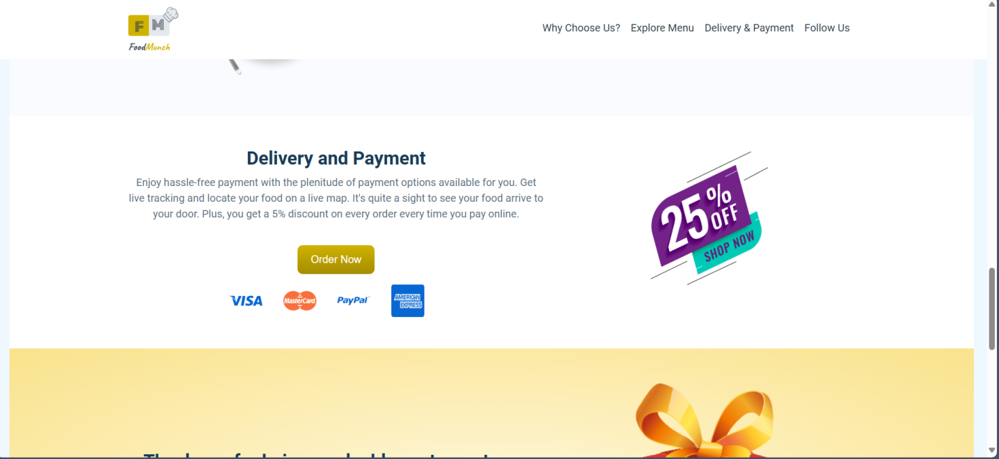 F M
FoodMunch
Why Choose Us? Explore Menu Delivery & Payment Follow Us
Delivery and Payment
Enjoy hassle-free payment with the plenitude of payment options available for you. Get
live tracking and locate your food on a live map. It's quite a sight to see your food arrive to
your door. Plus, you get a 5% discount on every order every time you pay online.
Order Now
VISA
MasterCard
PayPal
AMERICAN
EXPRESS
25%
OFF
SHOP NOW